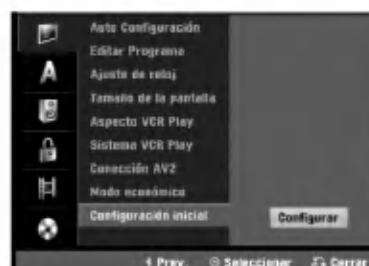 Auto Configuración
Editar Programa
Ajuste de reloj
Tamaño de la pantalla
Aspecto VCR Play
Sistema VCR Play
Conección AV2
Modo económico
Configuración inicial Configurar
Prev. Seleccionar Cerrar